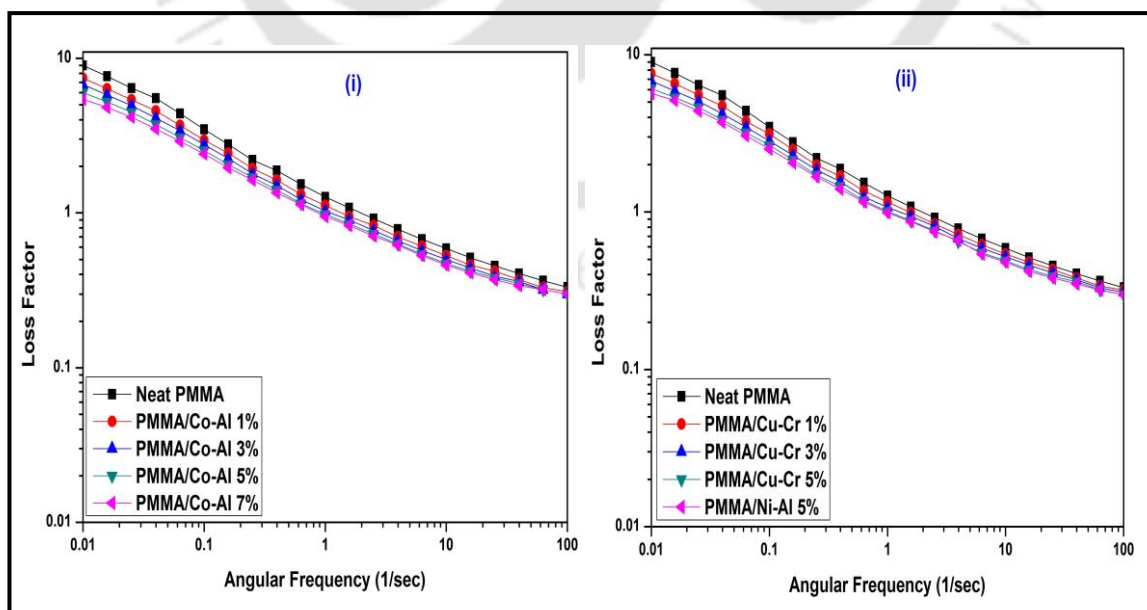 (i)
10
1
0.1
0.01
Loss Factor
Neat PMMA
PMMA/Co-Al 1%
PMMA/Co-Al 3%
PMMA/Co-Al 5%
PMMA/Co-Al 7%
0.01 0.1 1 10 100
Angular Frequency (1/sec)
(ii)
10
1
0.1
0.01
Loss Factor
Neat PMMA
PMMA/Cu-Cr 1%
PMMA/Cu-Cr 3%
PMMA/Cu-Cr 5%
PMMA/Ni-Al 5%
0.01 0.1 1 10 100
Angular Frequency (1/sec)